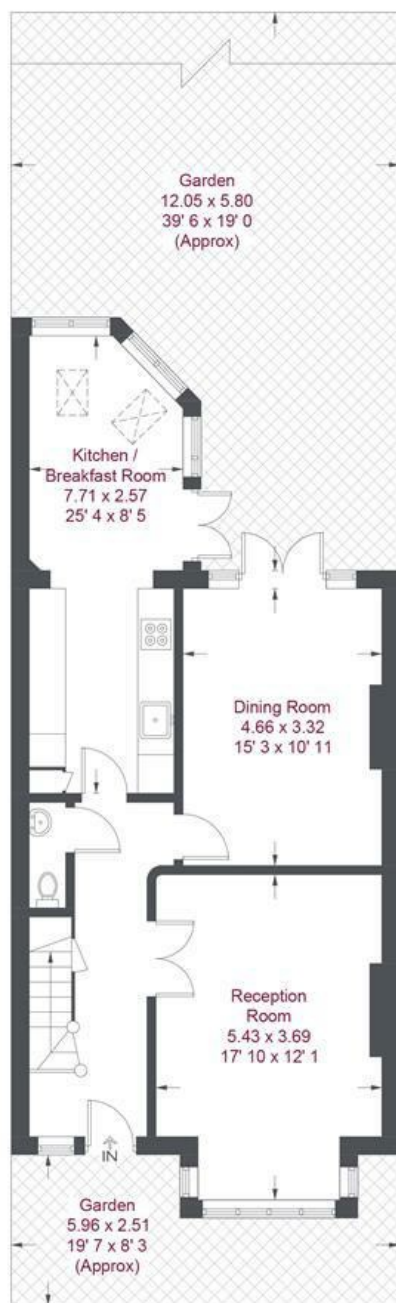 Garden
12.05 x 5.80
39' 6 x 19' 0
(Approx)
Kitchen /
Breakfast Room
7.71 x 2.57
25' 4 x 8' 5
Dining Room
4.66 x 3.32
15' 3 x 10' 11
Reception
Room
5.43 x 3.69
17' 10 x 12' 1
IN
Garden
5.96 x 2.51
19' 7 x 8' 3
(Approx)